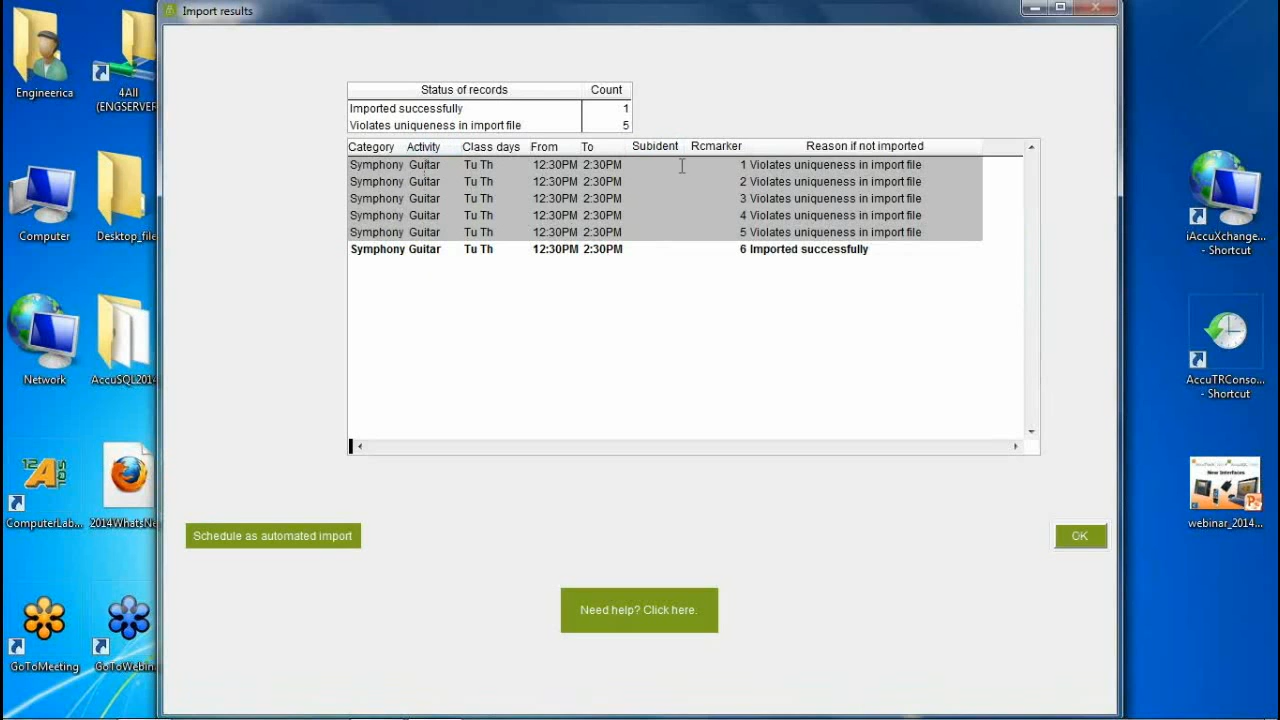 Import results
Engineerica
4All
(ENGSERVER
Computer
Desktop_file
Network
AccuSQL2014
ComputerLab...
2014WhatsNe
GoToMeeting
GoToWebin
Status of records Count
Imported successfully 1
Violates uniqueness in import file 5
Category Activity Class days From To Subident Rcmarker Reason if not imported
Symphony Guitar Tu Th 12:30PM 2:30PM 1 Violates uniqueness in import file
Symphony Guitar Tu Th 12:30PM 2:30PM 2 Violates uniqueness in import file
Symphony Guitar Tu Th 12:30PM 2:30PM 3 Violates uniqueness in import file
Symphony Guitar Tu Th 12:30PM 2:30PM 4 Violates uniqueness in import file
Symphony Guitar Tu Th 12:30PM 2:30PM 5 Violates uniqueness in import file
Symphony Guitar Tu Th 12:30PM 2:30PM 6 Imported successfully
Schedule as automated import
OK
Need help? Click here.
iAccuXchange...
- Shortcut
AccuTRConso...
- Shortcut
New Interfaces
webinar_2014...